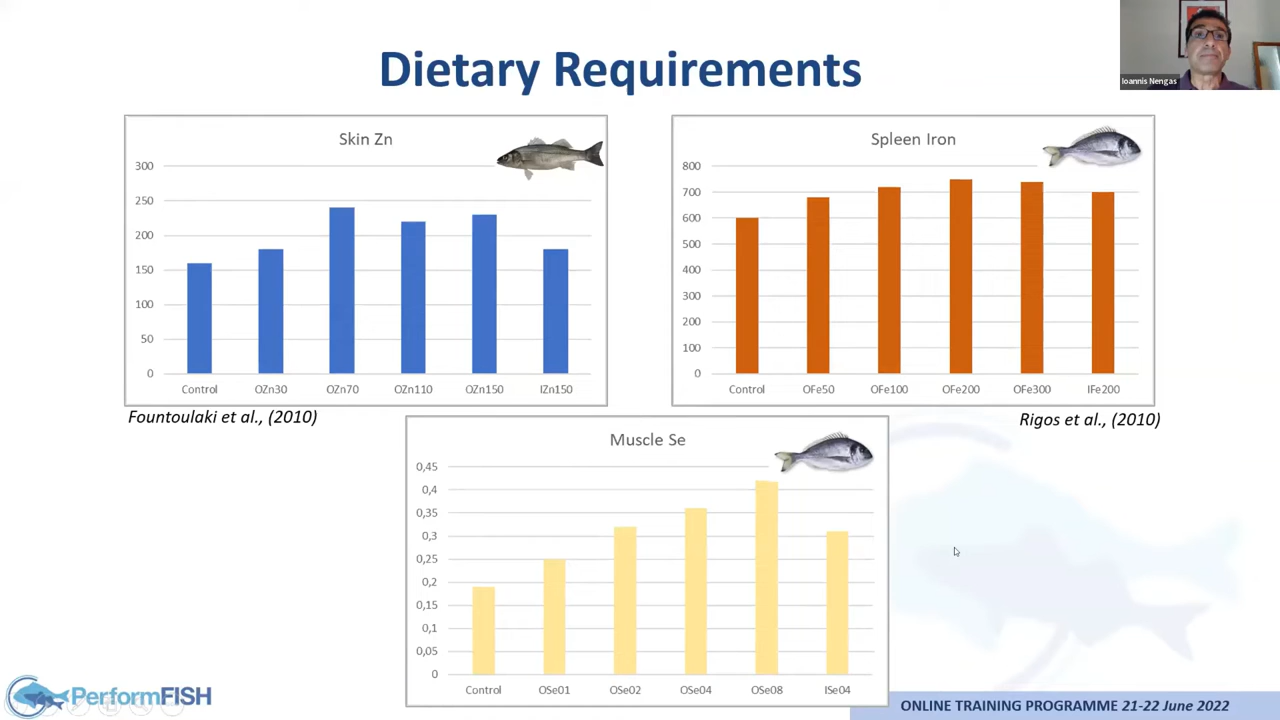 Dietary Requirements
Ioannis Nengas
Skin Zn
300
250
200
150
100
50
0
Control OZn30 OZn70 OZn110 OZn150 IZn150
Fountoulaki et al., (2010)
Spleen Iron
800
700
600
500
400
300
200
100
0
Control OFe50 OFe100 OFe200 OFe300 IFe200
Rigos et al., (2010)
Muscle Se
0,45
0,4
0,35
0,3
0,25
0,2
0,15
0,1
0,05
0
Control OSe01 OSe02 OSe04 OSe08 ISe04
PerformFISH
ONLINE TRAINING PROGRAMME 21-22 June 2022